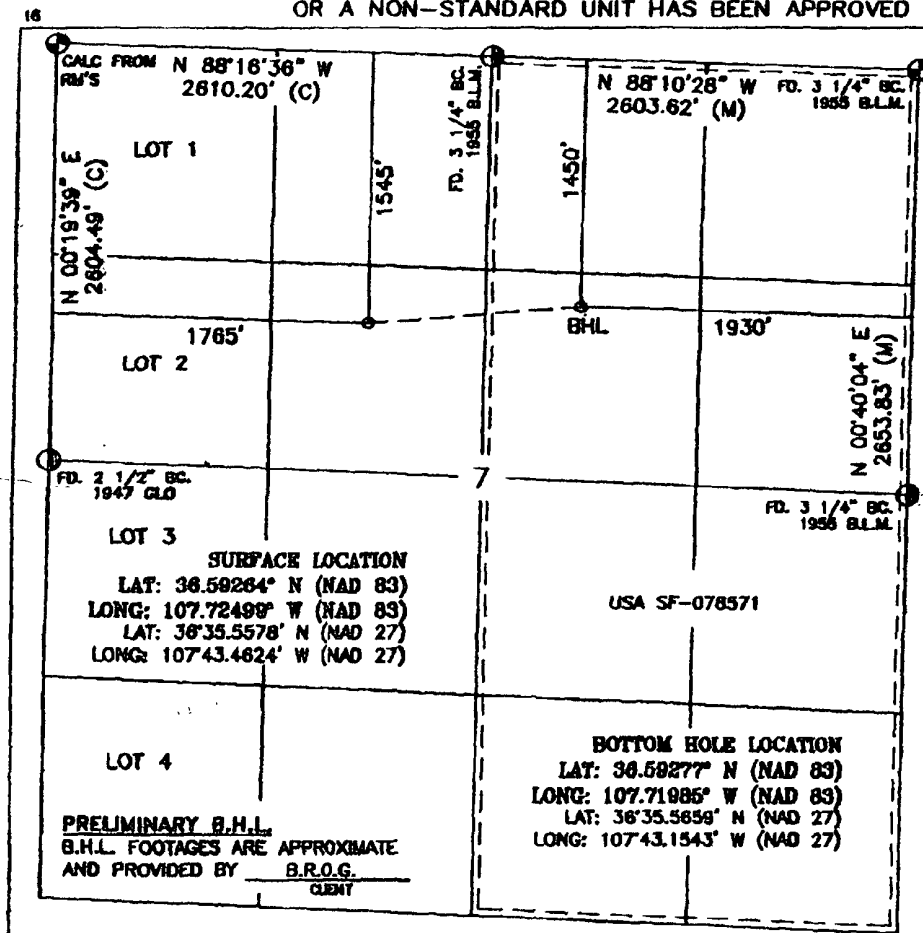 OR A NON-STANDARD UNIT HAS BEEN APPROVED
16
CALC FROM
RM'S
N 88°16'36" W
2610.20' (C)
FD. 3 1/4" BC.
1955 B.L.M.
N 88°10'28" W
2603.62' (M)
FD. 3 1/4" BC.
1955 B.L.M.
LOT 1
N 00°19'39" E
2604.49' (C)
1545'
1450'
1765'
BHL
1930'
LOT 2
N 00°40'04" E
2653.83' (M)
FD. 2 1/2" BC.
1947 GLO
7
FD. 3 1/4" BC.
1955 B.L.M.
LOT 3
SURFACE LOCATION
LAT: 36.59264° N (NAD 83)
LONG: 107.72499° W (NAD 83)
LAT: 36°35.5578' N (NAD 27)
LONG: 107°43.4624' W (NAD 27)
USA SF-078571
LOT 4
BOTTOM HOLE LOCATION
LAT: 36.59277° N (NAD 83)
LONG: 107.71985° W (NAD 83)
LAT: 36°35.5659' N (NAD 27)
LONG: 107°43.1543' W (NAD 27)
PRELIMINARY B.H.L.
B.H.L. FOOTAGES ARE APPROXIMATE
AND PROVIDED BY B.R.O.G.
CLIENT